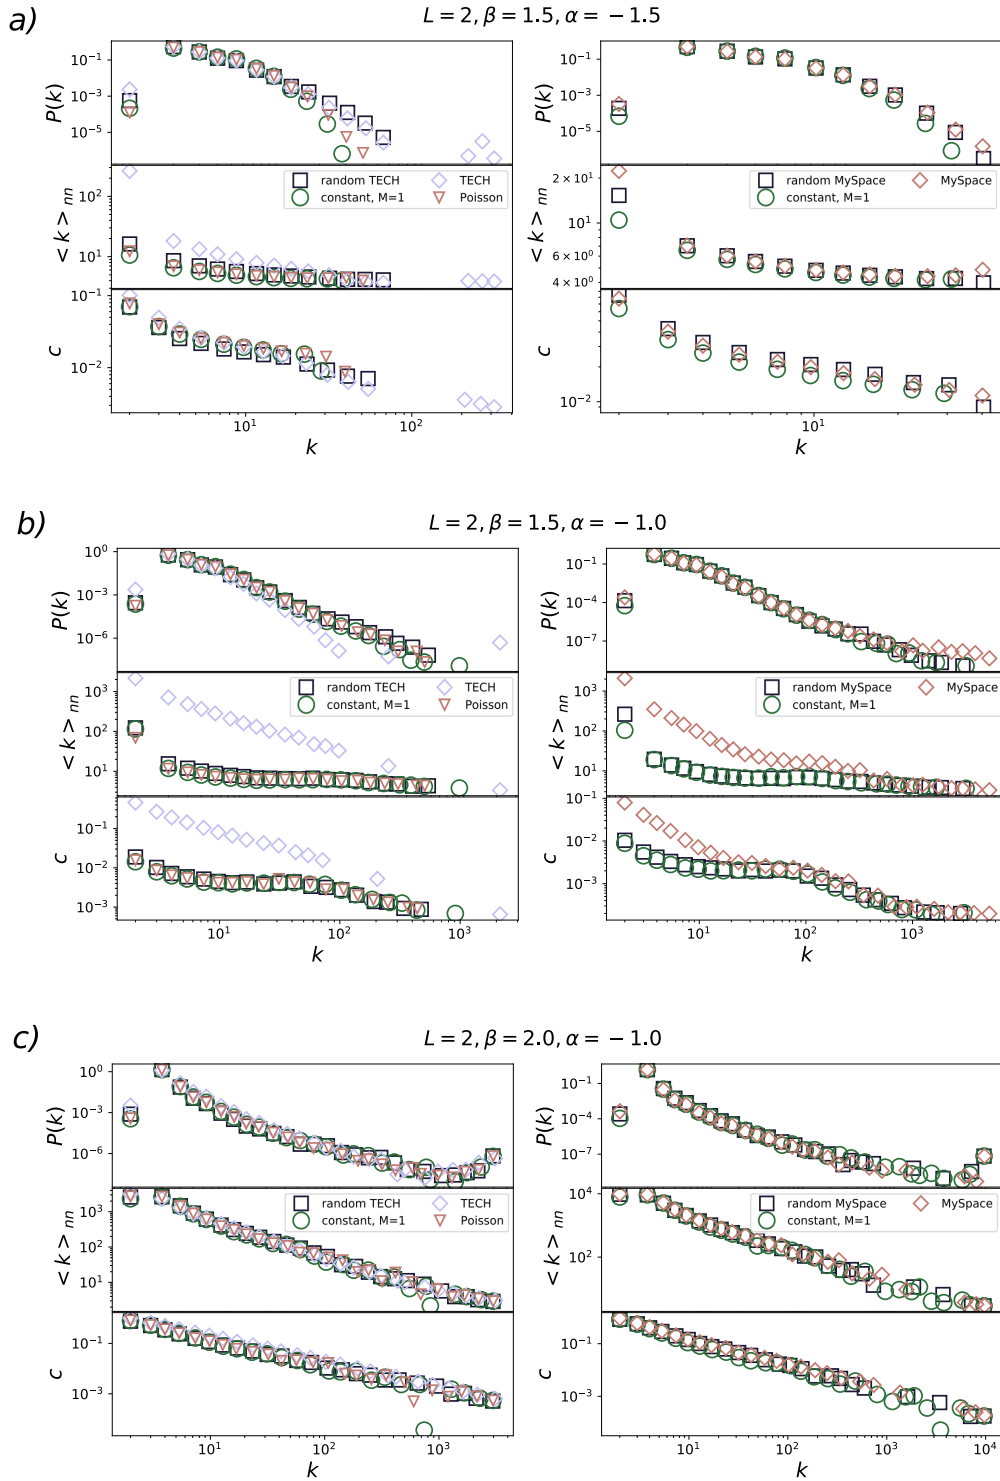 a)
L = 2, β = 1.5, α = −1.5
P(k)
10⁻¹
10⁻³
10⁻⁵
<k>ₙₙ
10²
10¹
random TECH
constant, M=1
TECH
Poisson
c
10⁻¹
10⁻²
10¹
10²
k
P(k)
10⁻¹
10⁻³
10⁻⁵
<k>ₙₙ
2 × 10¹
10¹
6 × 10⁰
4 × 10⁰
random MySpace
constant, M=1
MySpace
c
10⁻²
10¹
k
b)
L = 2, β = 1.5, α = −1.0
P(k)
10⁰
10⁻³
10⁻⁶
<k>ₙₙ
10³
10²
10¹
random TECH
constant, M=1
TECH
Poisson
c
10⁻¹
10⁻²
10⁻³
10¹
10²
10³
k
P(k)
10⁻¹
10⁻⁴
10⁻⁷
<k>ₙₙ
10³
10²
10¹
random MySpace
constant, M=1
MySpace
c
10⁻¹
10⁻²
10⁻³
10¹
10²
10³
k
c)
L = 2, β = 2.0, α = −1.0
P(k)
10⁰
10⁻³
10⁻⁶
<k>ₙₙ
10³
10²
10¹
random TECH
constant, M=1
TECH
Poisson
c
10⁻¹
10⁻³
10¹
10²
10³
k
P(k)
10⁻¹
10⁻⁴
10⁻⁷
<k>ₙₙ
10⁴
10²
random MySpace
constant, M=1
MySpace
c
10⁻¹
10⁻³
10¹
10²
10³
10⁴
k